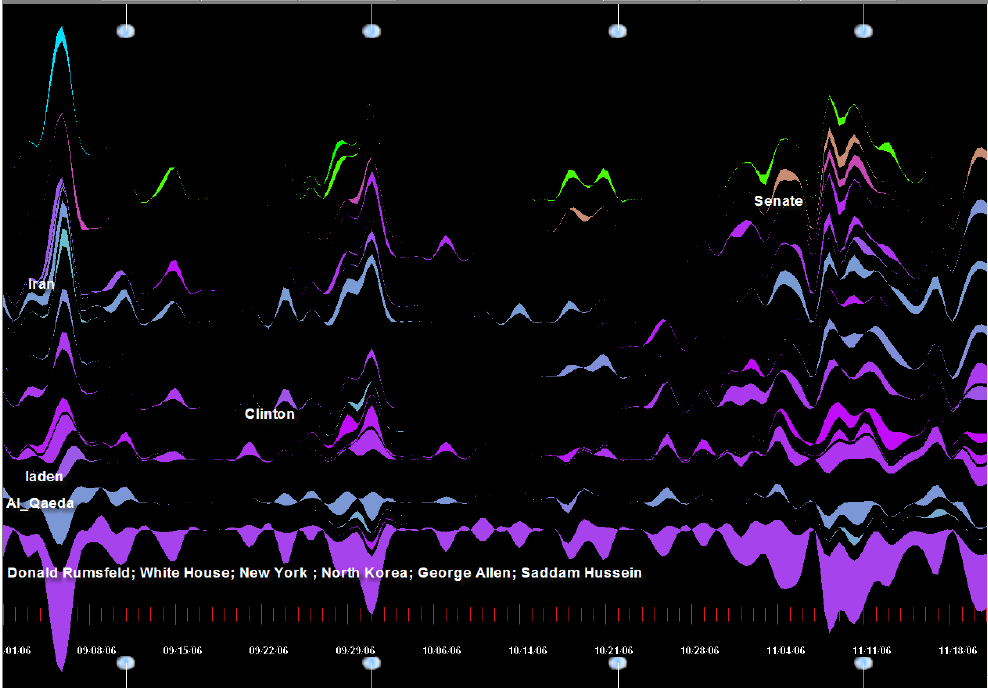 Senate
Iran
Clinton
laden
Al_Qaeda
Donald Rumsfeld; White House; New York ; North Korea; George Allen; Saddam Hussein
-01-06 09-08-06 09-15-06 09-22-06 09-29-06 10-06-06 10-14-06 10-21-06 10-28-06 11-04-06 11-11-06 11-18-06